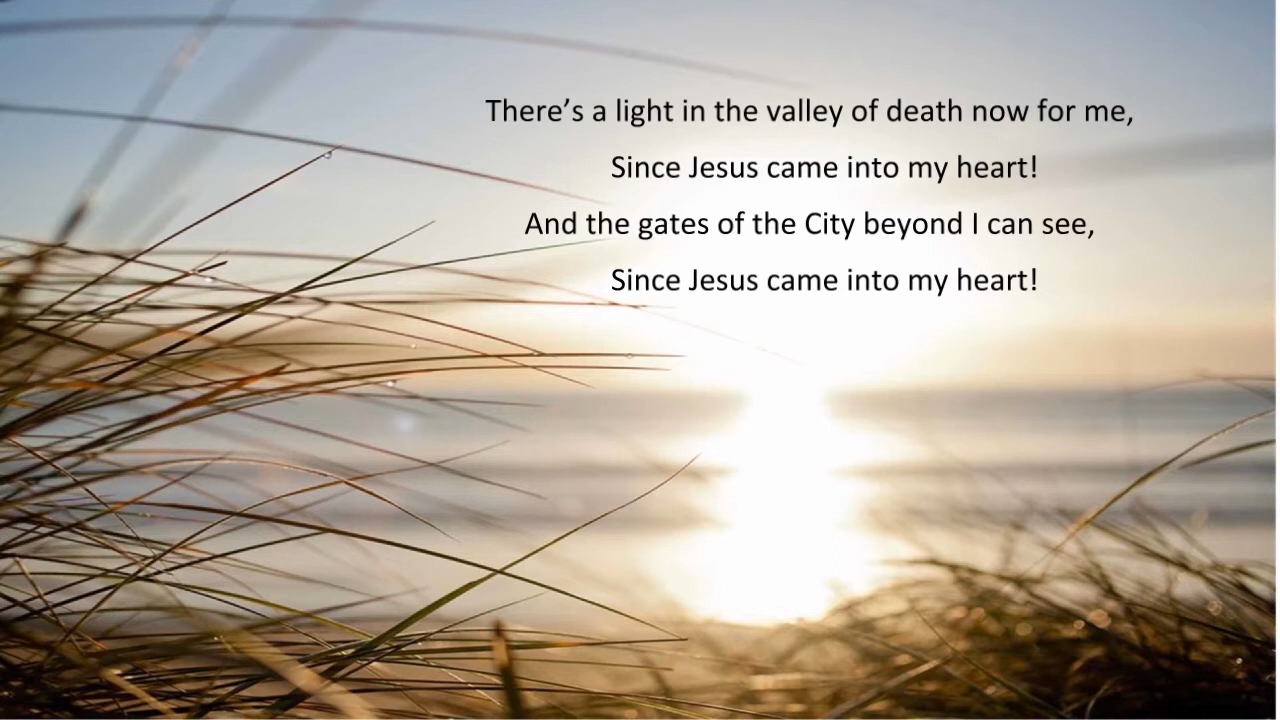 There’s a light in the valley of death now for me,
Since Jesus came into my heart!
And the gates of the City beyond I can see,
Since Jesus came into my heart!